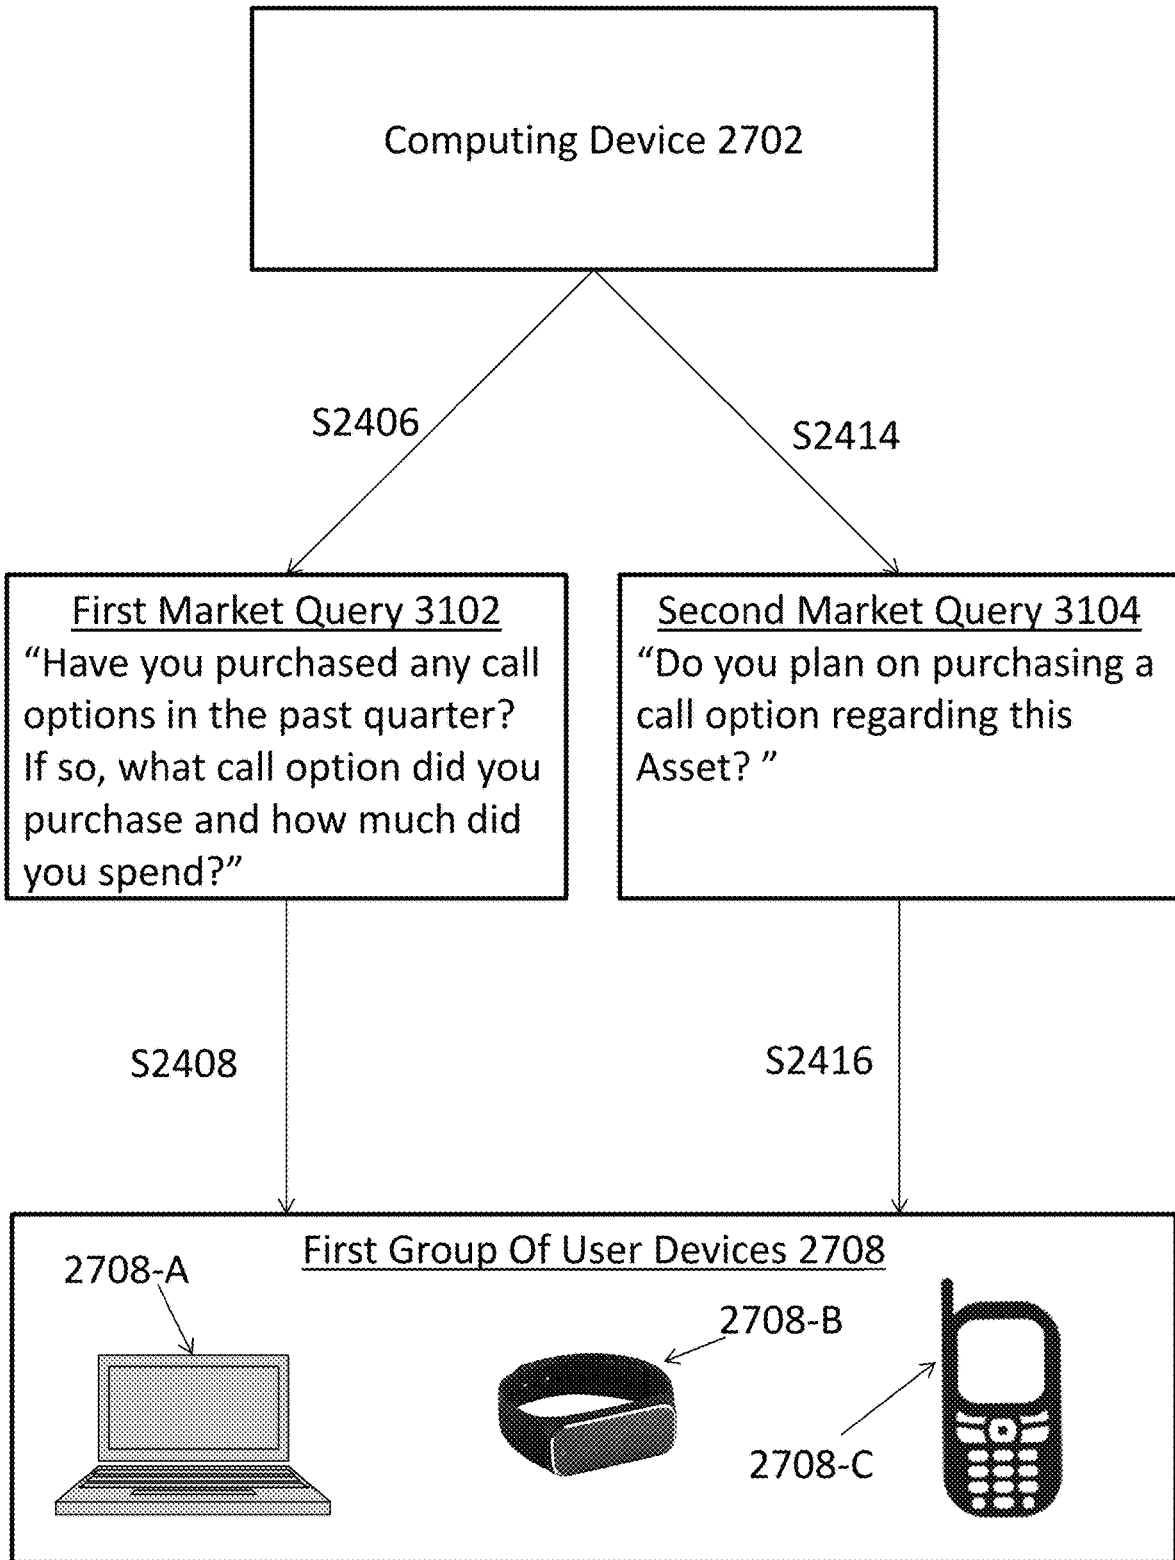 Computing Device 2702
S2406
S2414
First Market Query 3102
“Have you purchased any call
options in the past quarter?
If so, what call option did you
purchase and how much did
you spend?”
Second Market Query 3104
“Do you plan on purchasing a
call option regarding this
Asset? ”
S2408
S2416
First Group Of User Devices 2708
2708-A
2708-B
2708-C